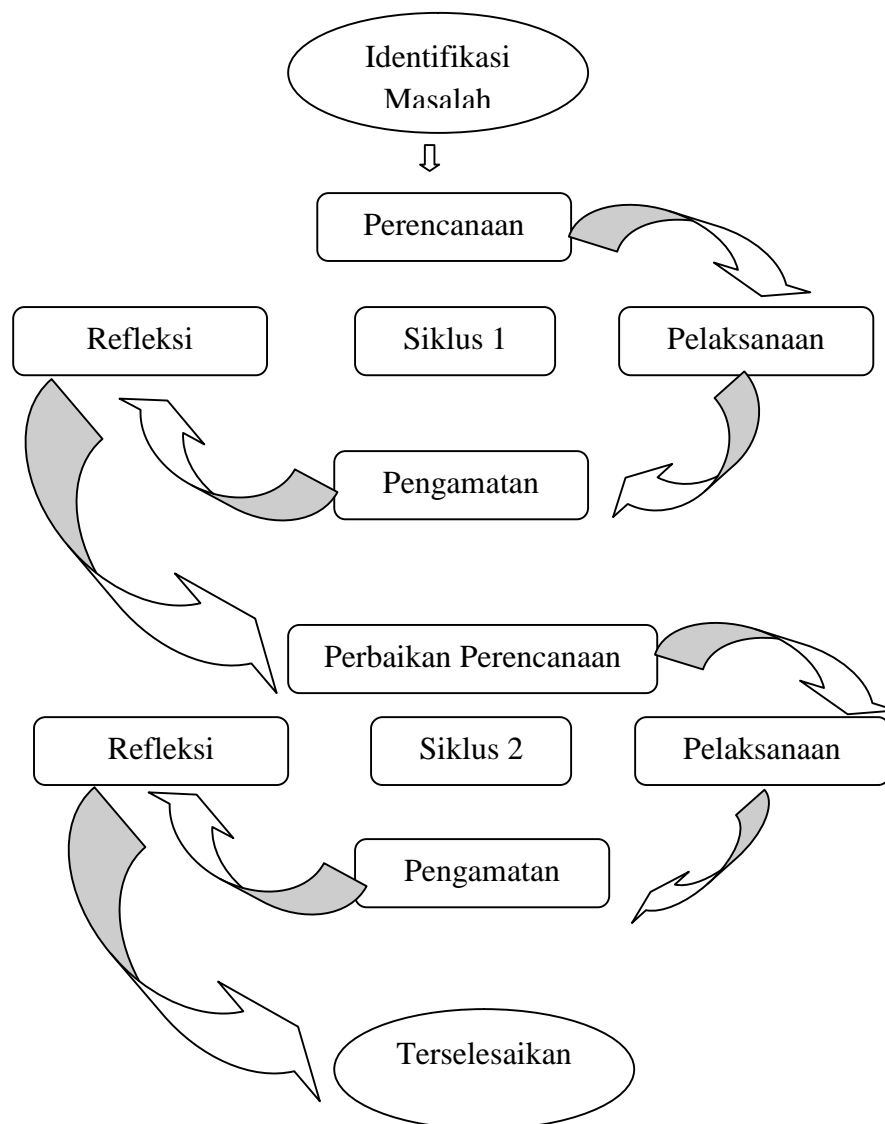 Identifikasi
Masalah
Perencanaan
Refleksi
Siklus 1
Pelaksanaan
Pengamatan
Perbaikan Perencanaan
Refleksi
Siklus 2
Pelaksanaan
Pengamatan
Terselesaikan